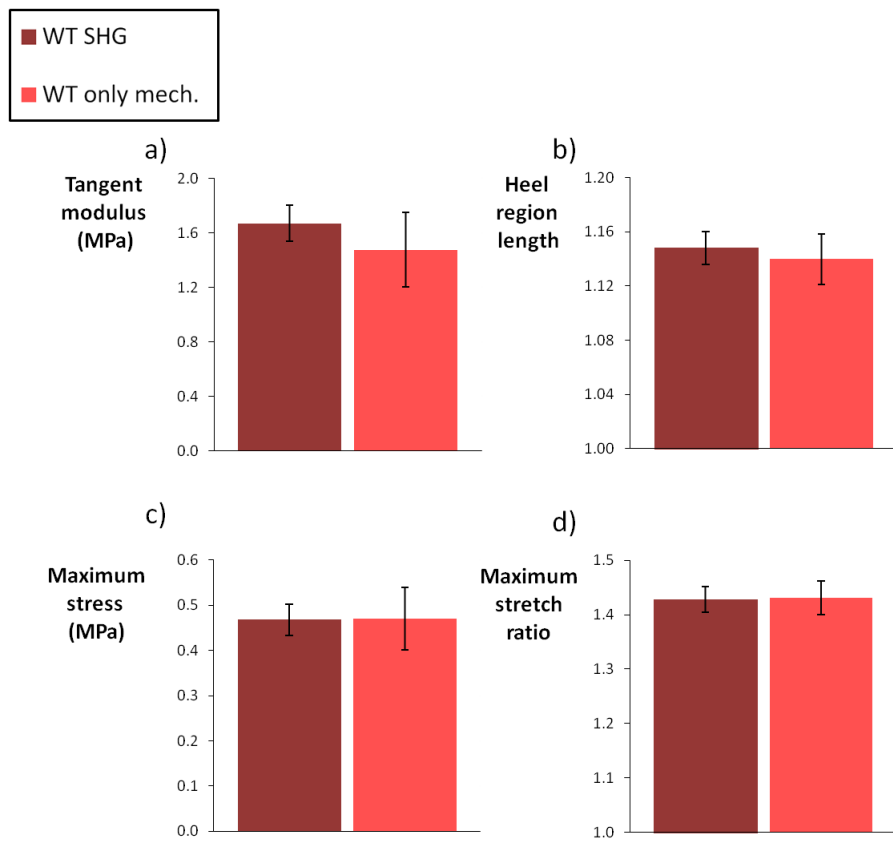 WT SHG
WT only mech.
a)
Tangent
modulus
(MPa)
2.0
1.6
1.2
0.8
0.4
0.0
b)
Heel
region
length
1.20
1.16
1.12
1.08
1.04
1.00
c)
Maximum
stress
(MPa)
0.6
0.5
0.4
0.3
0.2
0.1
0.0
d)
Maximum
stretch
ratio
1.5
1.4
1.3
1.2
1.1
1.0